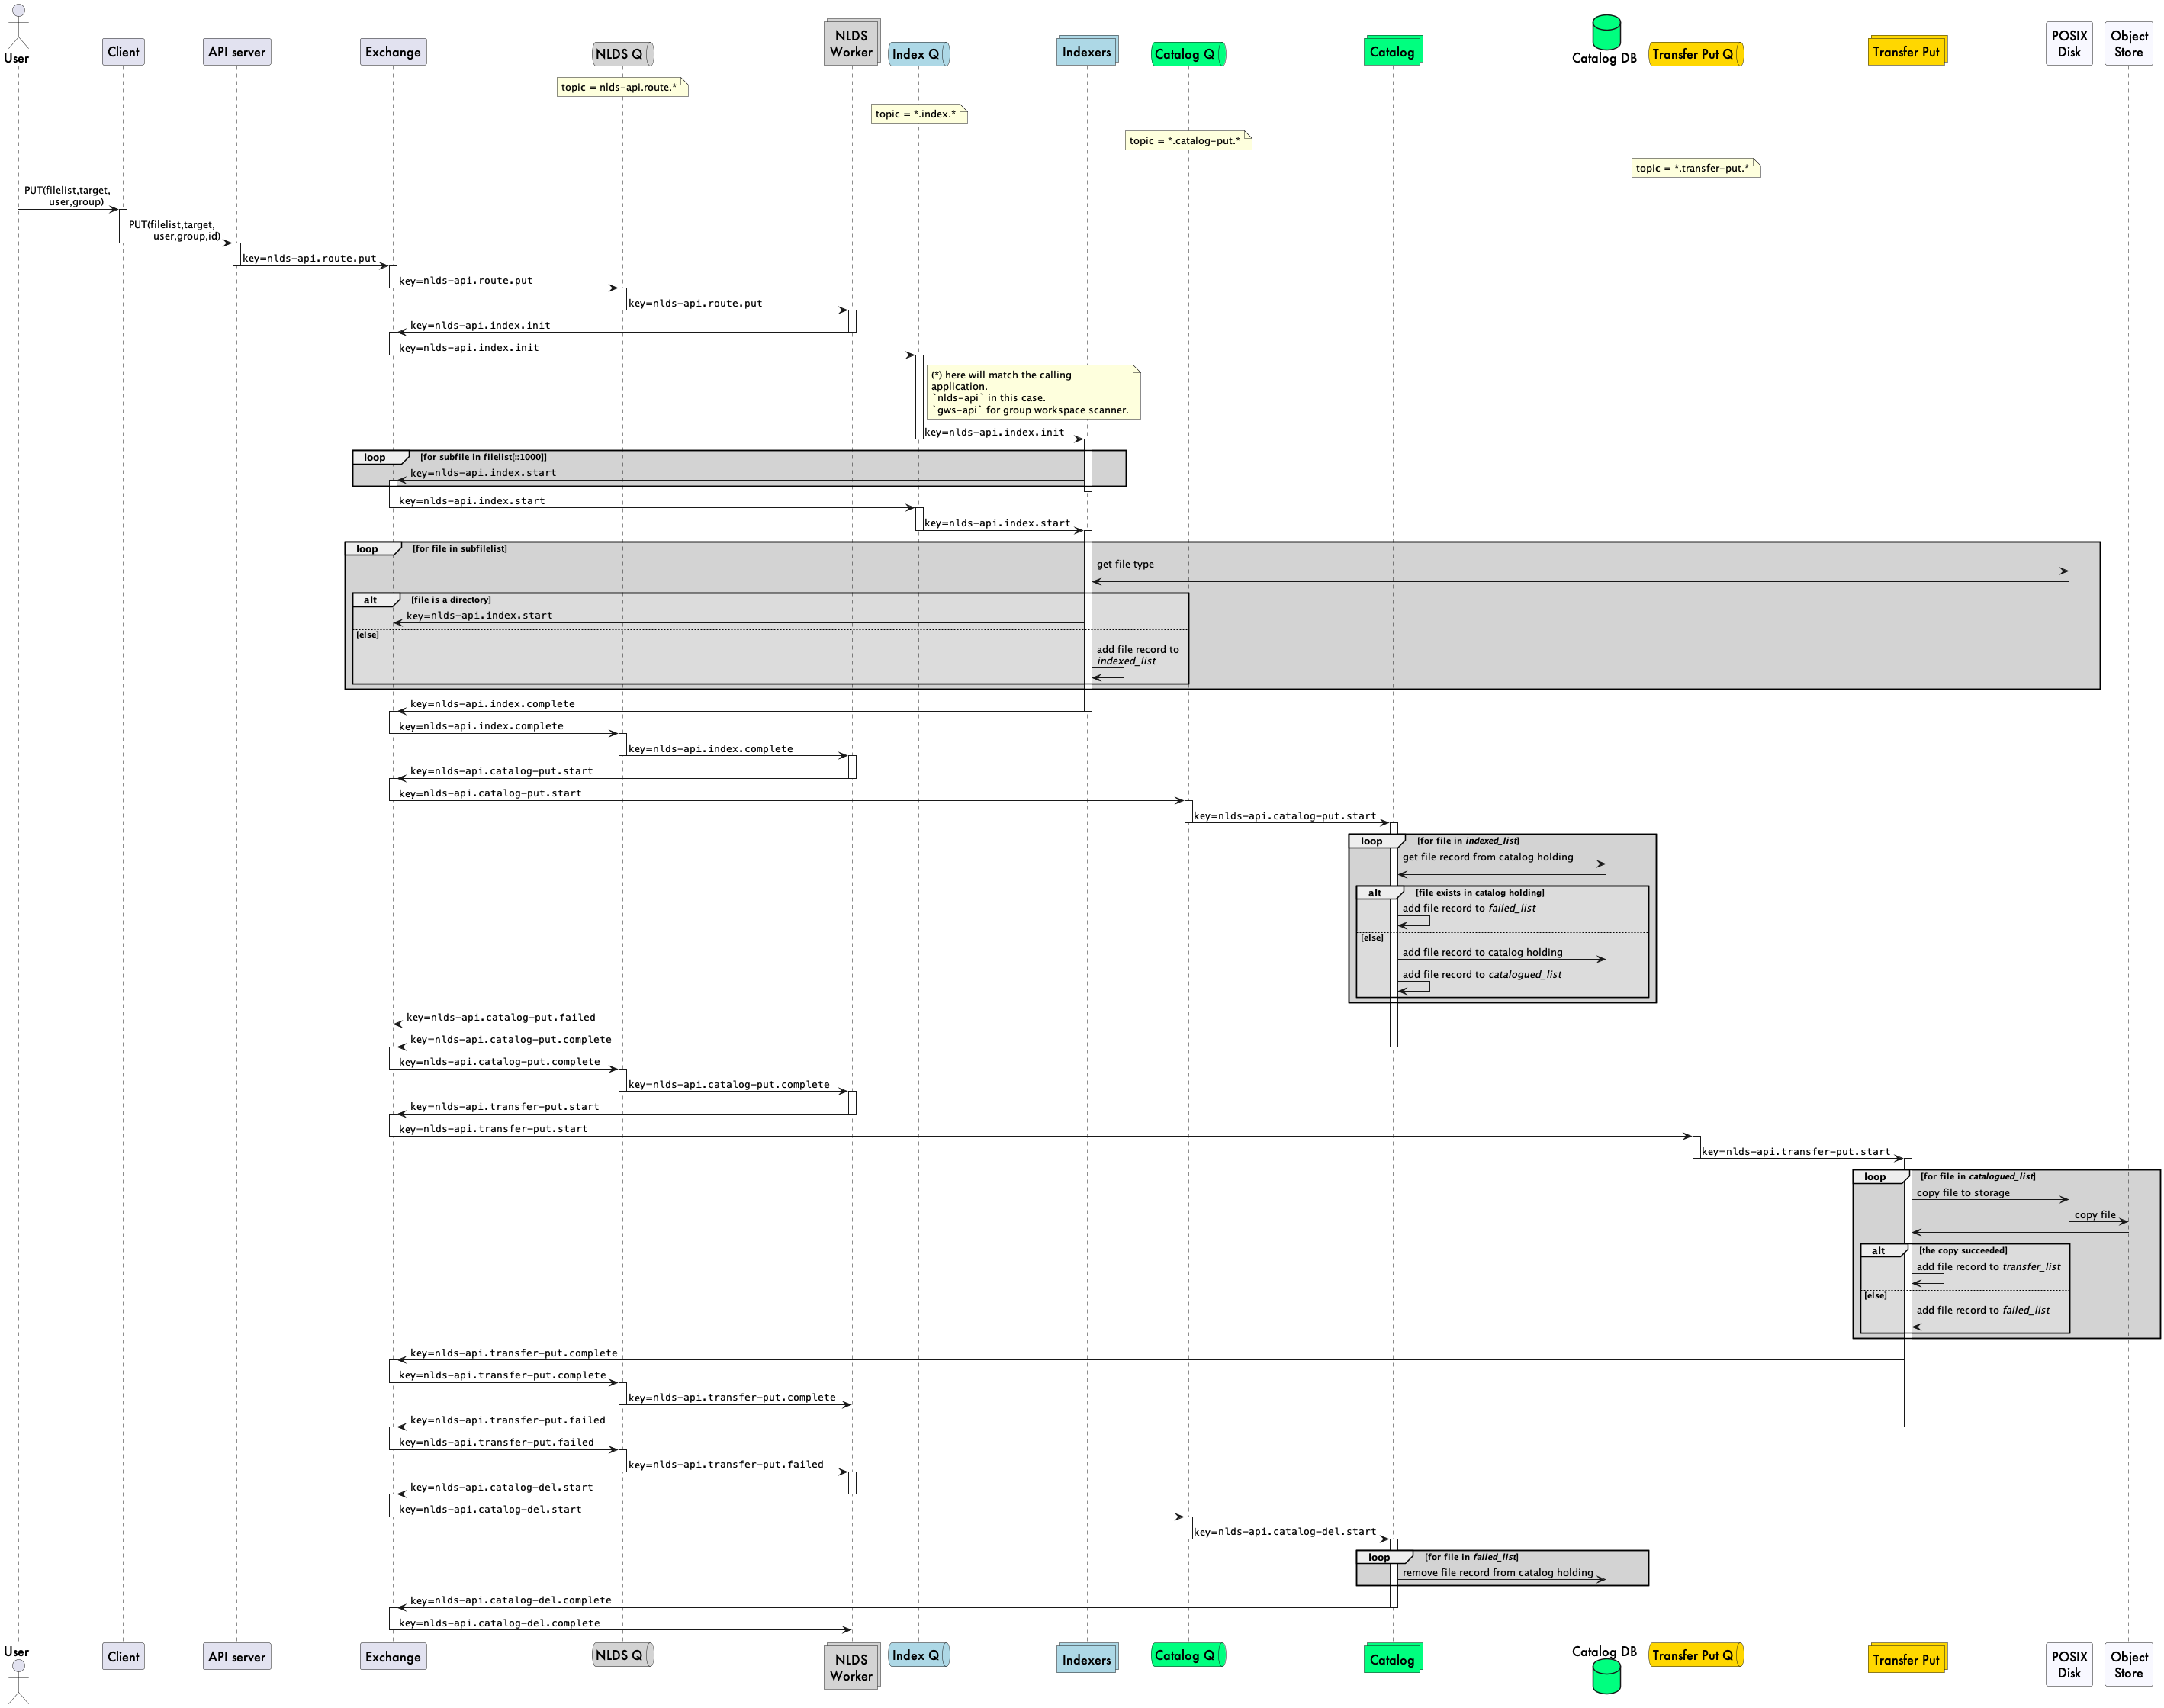 User
Client
API server
Exchange
NLDS Q
NLDS
Worker
Index Q
Indexers
Catalog Q
Catalog
Catalog DB
Transfer Put Q
Transfer Put
POSIX
Disk
Object
Store
topic = nlds-api.route.*
topic = *.index.*
topic = *.catalog-put.*
topic = *.transfer-put.*
PUT(filelist,target,
user,group)
PUT(filelist,target,
user,group,id)
key=nlds-api.route.put
key=nlds-api.route.put
key=nlds-api.route.put
key=nlds-api.index.init
key=nlds-api.index.init
(*) here will match the calling
application.
`nlds-api` in this case.
`gws-api` for group workspace scanner.
key=nlds-api.index.init
loop [for subfile in filelist[::1000]]
key=nlds-api.index.start
key=nlds-api.index.start
key=nlds-api.index.start
loop [for file in subfilelist]
get file type
alt [file is a directory]
key=nlds-api.index.start
[else]
add file record to
indexed_list
key=nlds-api.index.complete
key=nlds-api.index.complete
key=nlds-api.index.complete
key=nlds-api.catalog-put.start
key=nlds-api.catalog-put.start
key=nlds-api.catalog-put.start
loop [for file in indexed_list]
get file record from catalog holding
alt [file exists in catalog holding]
add file record to failed_list
[else]
add file record to catalog holding
add file record to catalogued_list
key=nlds-api.catalog-put.failed
key=nlds-api.catalog-put.complete
key=nlds-api.catalog-put.complete
key=nlds-api.catalog-put.complete
key=nlds-api.transfer-put.start
key=nlds-api.transfer-put.start
key=nlds-api.transfer-put.start
loop [for file in catalogued_list]
copy file to storage
copy file
alt [the copy succeeded]
add file record to transfer_list
[else]
add file record to failed_list
key=nlds-api.transfer-put.complete
key=nlds-api.transfer-put.complete
key=nlds-api.transfer-put.complete
key=nlds-api.transfer-put.failed
key=nlds-api.transfer-put.failed
key=nlds-api.transfer-put.failed
key=nlds-api.catalog-del.start
key=nlds-api.catalog-del.start
key=nlds-api.catalog-del.start
loop [for file in failed_list]
remove file record from catalog holding
key=nlds-api.catalog-del.complete
key=nlds-api.catalog-del.complete
User
Client
API server
Exchange
NLDS Q
NLDS
Worker
Index Q
Indexers
Catalog Q
Catalog
Catalog DB
Transfer Put Q
Transfer Put
POSIX
Disk
Object
Store